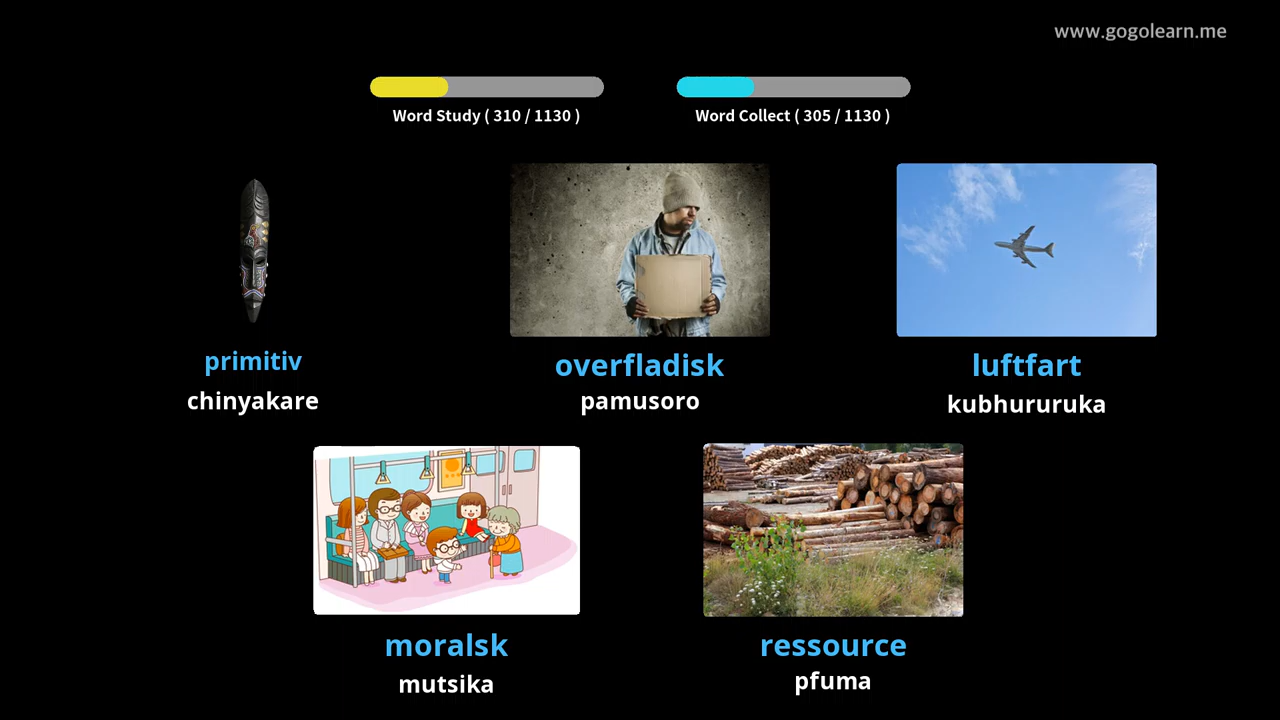 www.gogolearn.me
Word Study ( 310 / 1130 )
Word Collect ( 305 / 1130 )
primitiv
chinyakare
overfladisk
pamusoro
luftfart
kubhururuka
moralsk
mutsika
ressource
pfuma